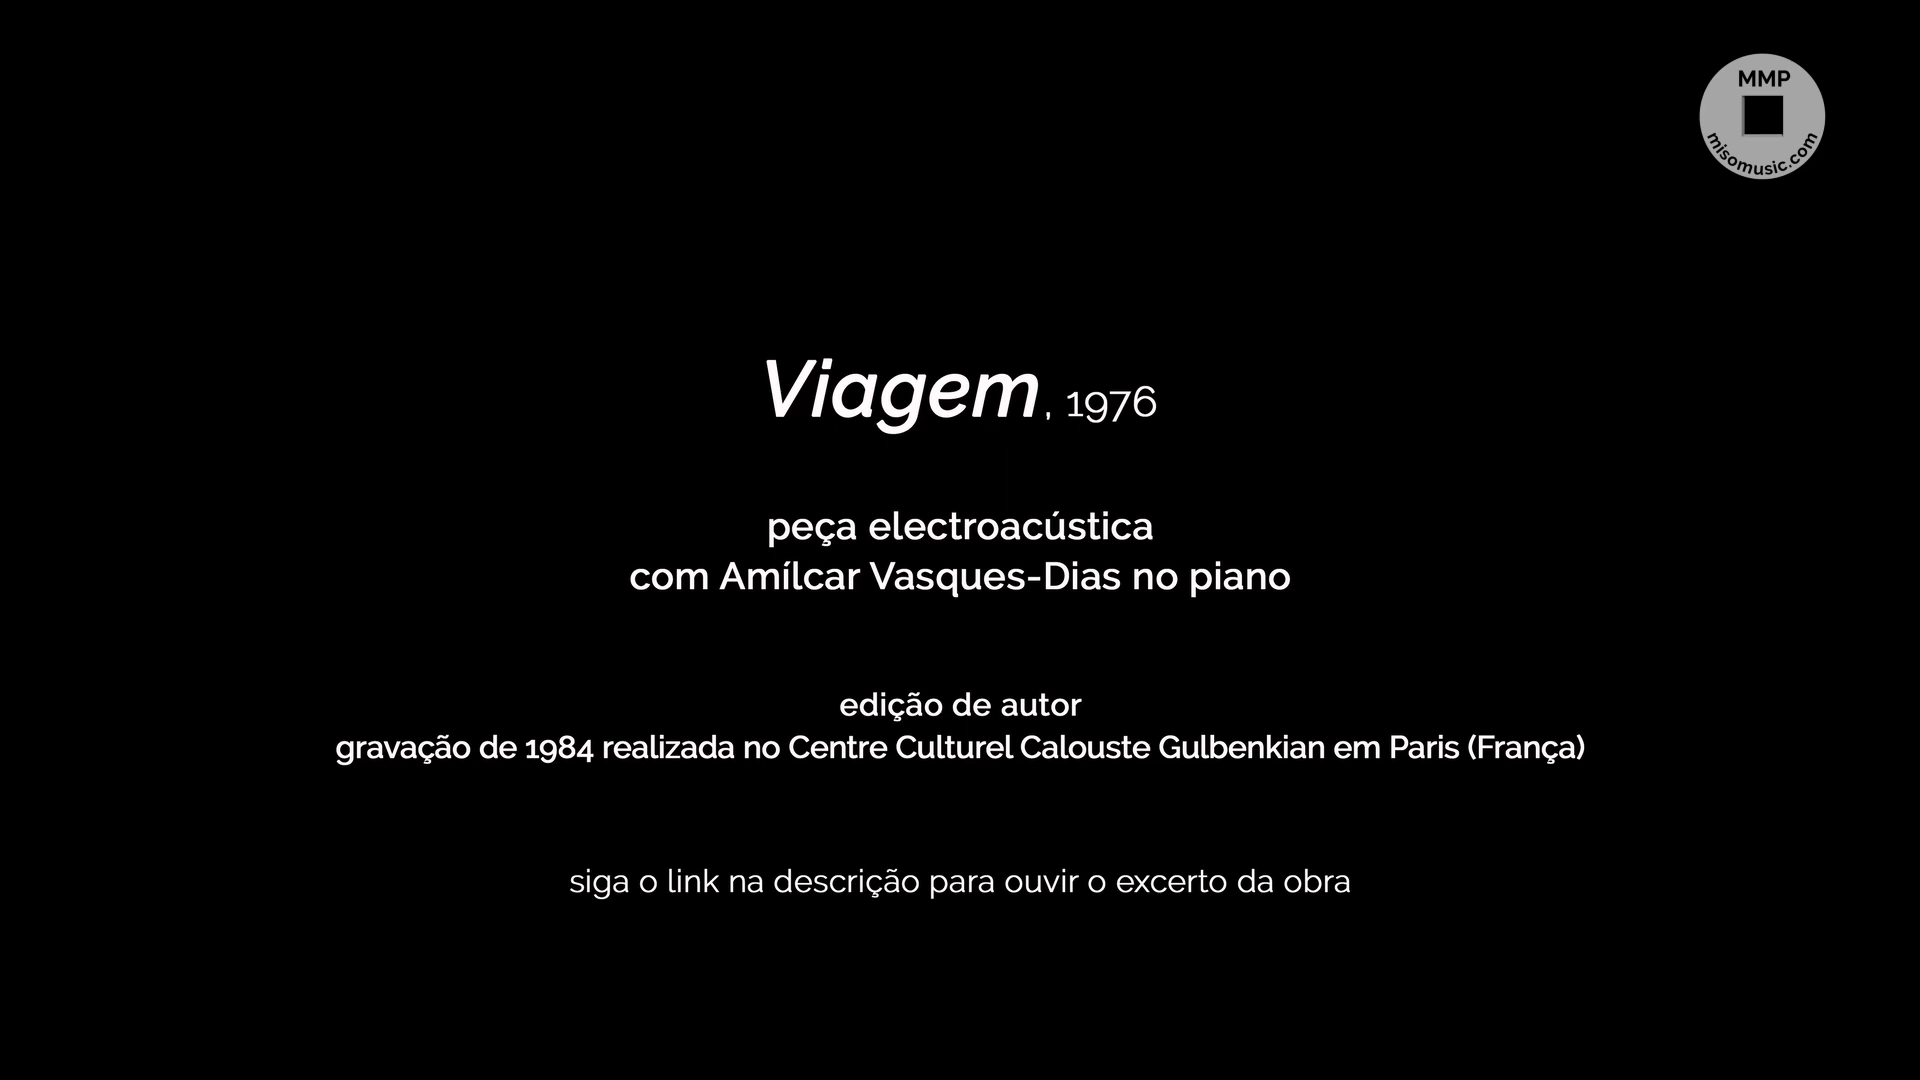 MMP
misomusic.com
Viagem, 1976
peça electroacústica
com Amílcar Vasques-Dias no piano
edição de autor
gravação de 1984 realizada no Centre Culturel Calouste Gulbenkian em Paris (França)
siga o link na descrição para ouvir o excerto da obra